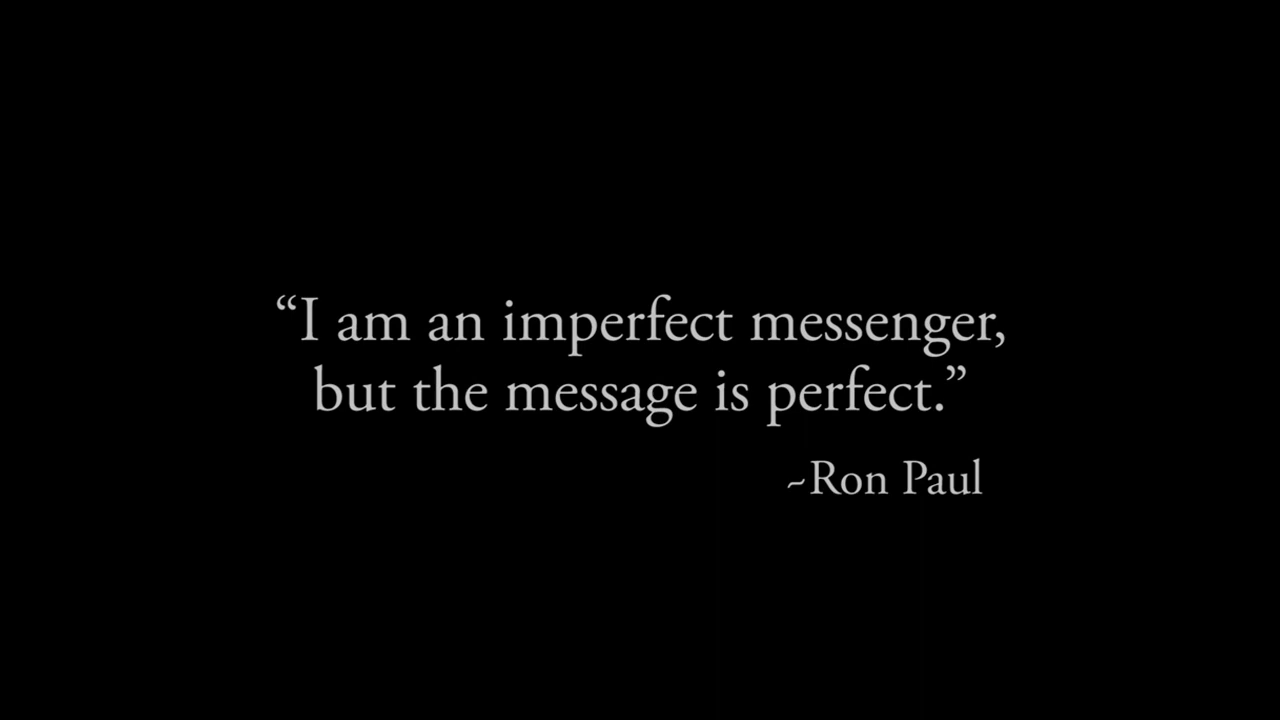 “I am an imperfect messenger,
but the message is perfect.”
~Ron Paul